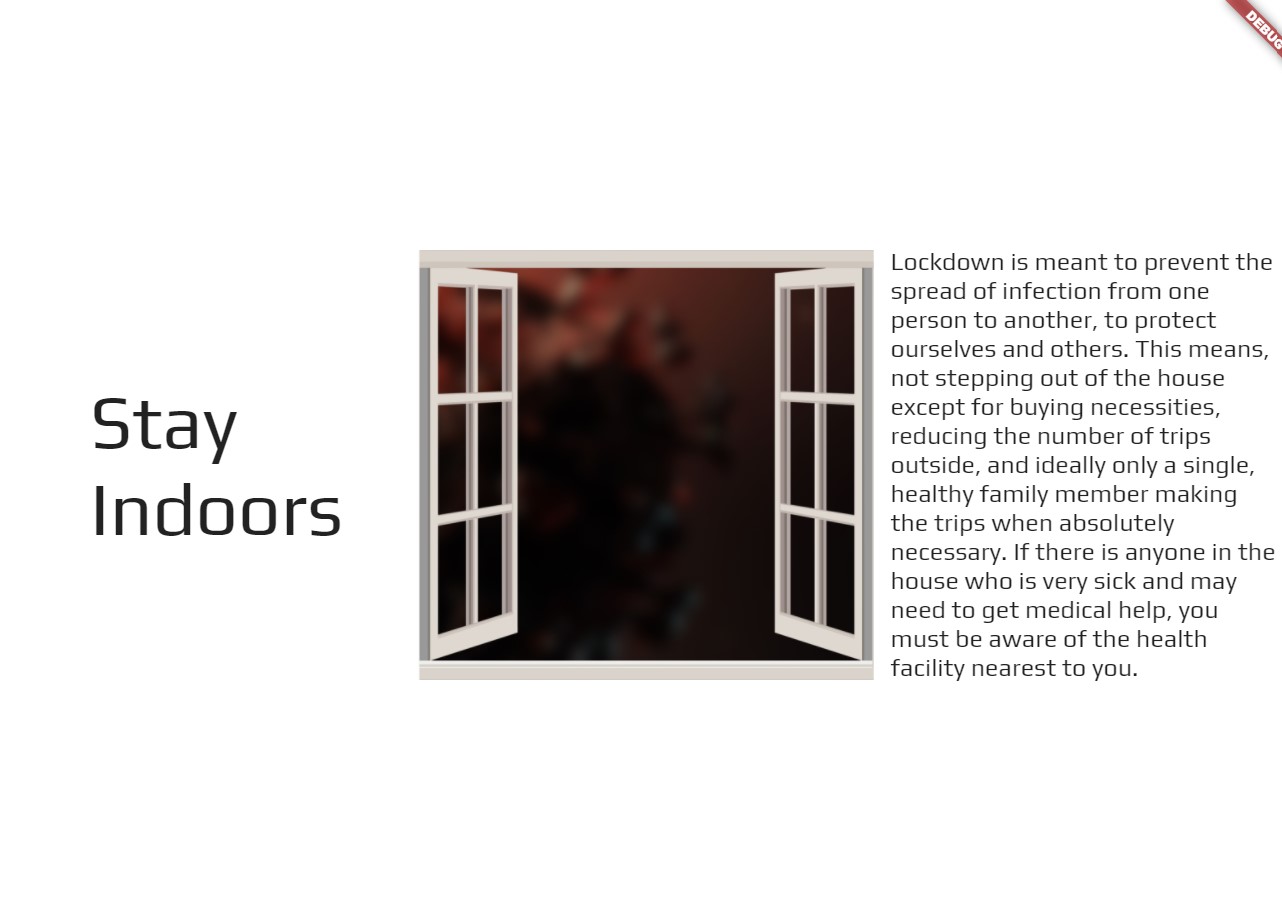 DEBUG
Stay
Indoors
Lockdown is meant to prevent the
spread of infection from one
person to another, to protect
ourselves and others. This means,
not stepping out of the house
except for buying necessities,
reducing the number of trips
outside, and ideally only a single,
healthy family member making
the trips when absolutely
necessary. If there is anyone in the
house who is very sick and may
need to get medical help, you
must be aware of the health
facility nearest to you.